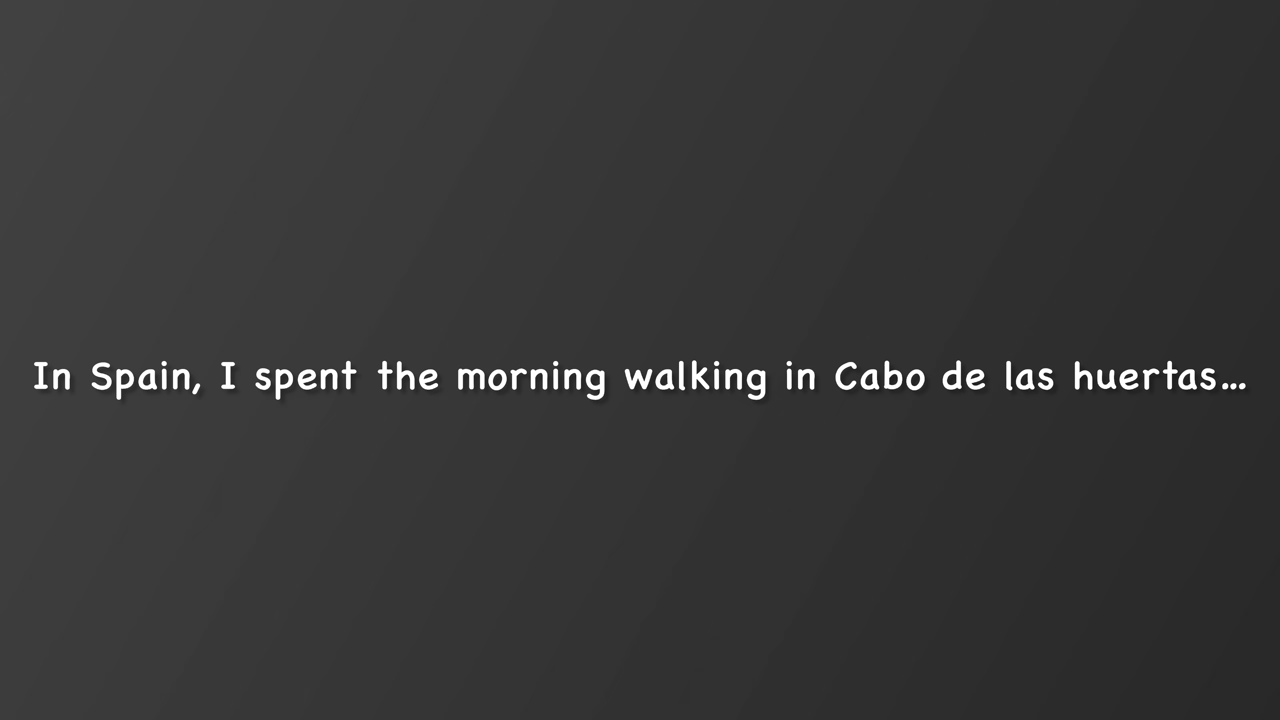 In Spain, I spent the morning walking in Cabo de las huertas...